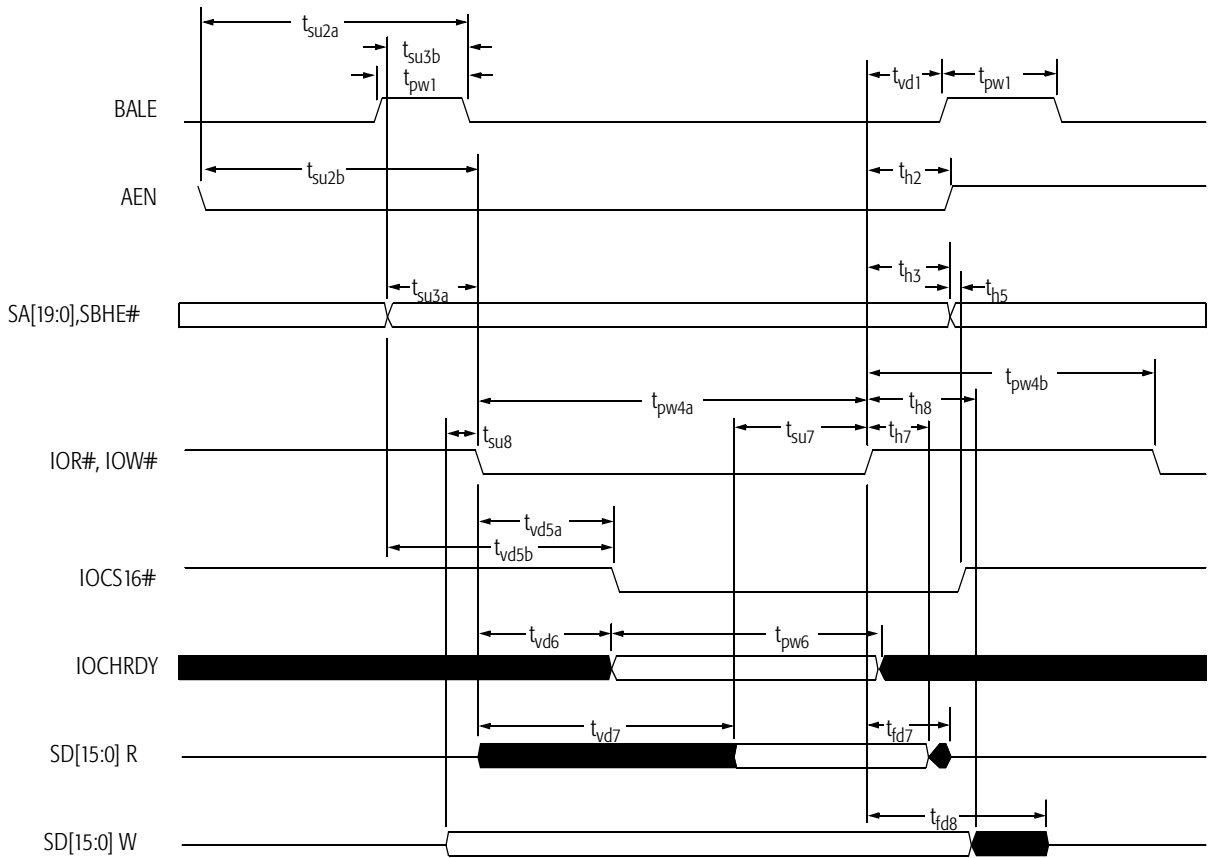 tsu2a
tsu3b
tpw1
tvd1
tpw1
BALE
tsu2b
th2
AEN
th3
tsu3a
th5
SA[19:0],SBHE#
tpw4b
tpw4a
th8
tsu8
tsu7
th7
IOR#, IOW#
tvd5a
tvd5b
IOCS16#
tvd6
tpw6
IOCHRDY
tvd7
tfd7
SD[15:0] R
tfd8
SD[15:0] W